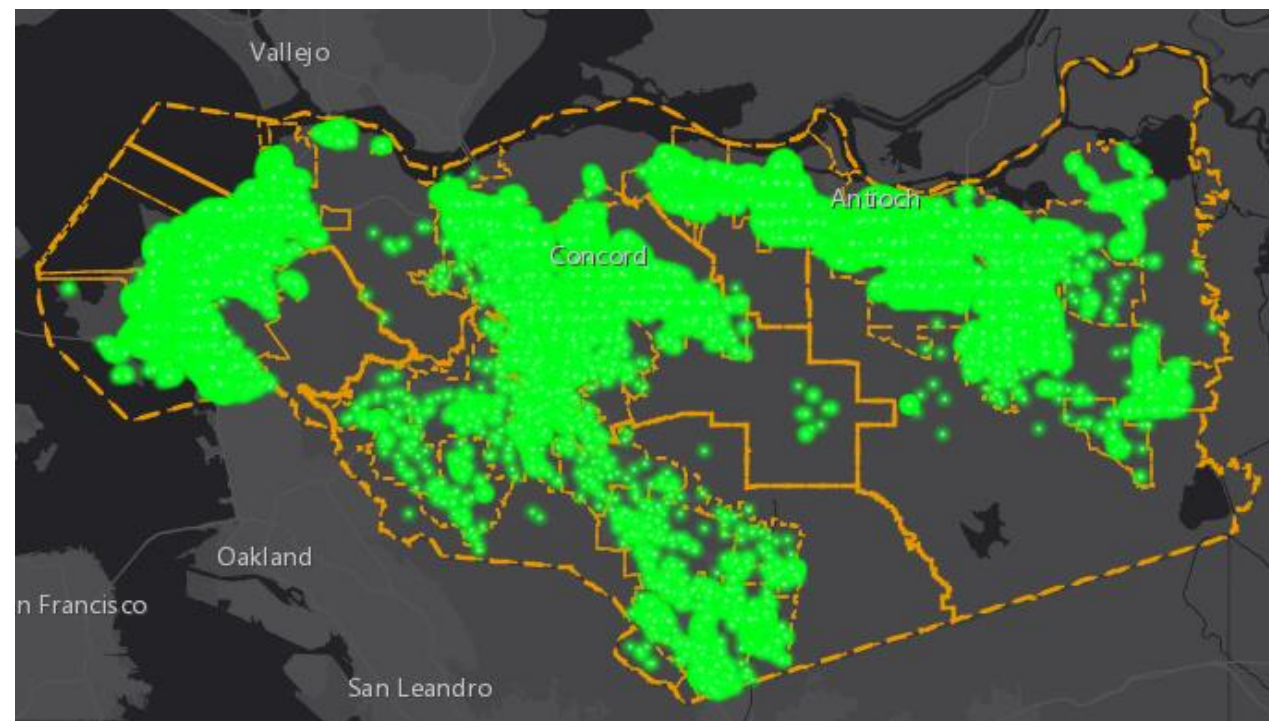 Vallejo
Antioch
Concord
Oakland
n Francisco
San Leandro